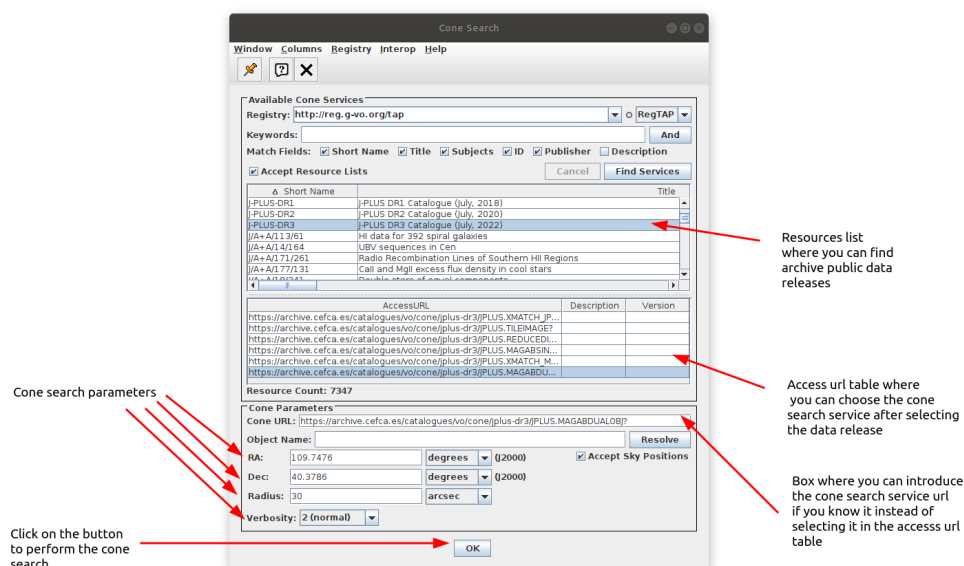 Cone Search
Window Columns Registry Interop Help
Available Cone Services
Registry: http://reg.g-vo.org/tap RegTAP
Keywords: And
Match Fields: Short Name Title Subjects ID Publisher Description
Accept Resource Lists Cancel Find Services
Short Name Title
J-PLUS-DR1 J-PLUS DR1 Catalogue (July, 2018)
J-PLUS-DR2 J-PLUS DR2 Catalogue (July, 2020)
J-PLUS-DR3 J-PLUS DR3 Catalogue (July, 2022)
J/A+A/113/61 HI data for 392 spiral galaxies
J/A+A/14/164 UBV sequences in Cen
J/A+A/171/261 Radio Recombination Lines of Southern HII Regions
J/A+A/177/131 CaII and MgII excess flux density in cool stars
J/A+A/18/341 Double stars of equal components
Resources list
where you can find
archive public data
releases
AccessURL Description Version
https://archive.cefca.es/catalogues/vo/cone/jplus-dr3/JPLUS.XMATCH_JP...
https://archive.cefca.es/catalogues/vo/cone/jplus-dr3/JPLUS.TILEIMAGE?
https://archive.cefca.es/catalogues/vo/cone/jplus-dr3/JPLUS.REDUCEDI...
https://archive.cefca.es/catalogues/vo/cone/jplus-dr3/JPLUS.MAGABSIN...
https://archive.cefca.es/catalogues/vo/cone/jplus-dr3/JPLUS.XMATCH_M...
https://archive.cefca.es/catalogues/vo/cone/jplus-dr3/JPLUS.MAGABDU...
Resource Count: 7347
Access url table where
you can choose the cone
search service after selecting
the data release
Cone search parameters
Cone Parameters
Cone URL: https://archive.cefca.es/catalogues/vo/cone/jplus-dr3/JPLUS.MAGABDUALOBJ?
Object Name: Resolve
RA: 109.7476 degrees (J2000) Accept Sky Positions
Dec: 40.3786 degrees (J2000)
Radius: 30 arcsec
Verbosity: 2 (normal)
Box where you can introduce
the cone search service url
if you know it instead of
selecting it in the accesss url
table
Click on the button
to perform the cone
search
OK